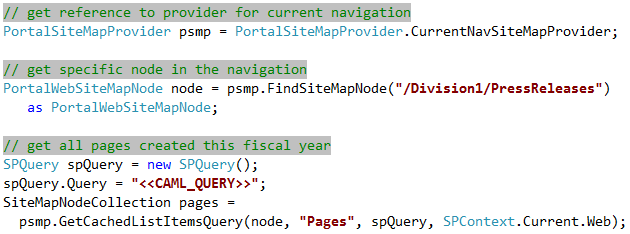 // get reference to provider for current navigation
PortalSiteMapProvider psmp = PortalSiteMapProvider.CurrentNavSiteMapProvider;
// get specific node in the navigation
PortalWebSiteMapNode node = psmp.FindSiteMapNode("/Division1/PressReleases")
as PortalWebSiteMapNode;
// get all pages created this fiscal year
SPQuery spQuery = new SPQuery();
spQuery.Query = "<<CAML_QUERY>>";
SiteMapNodeCollection pages =
psmp.GetCachedListItemsQuery(node, "Pages", spQuery, SPContext.Current.Web);